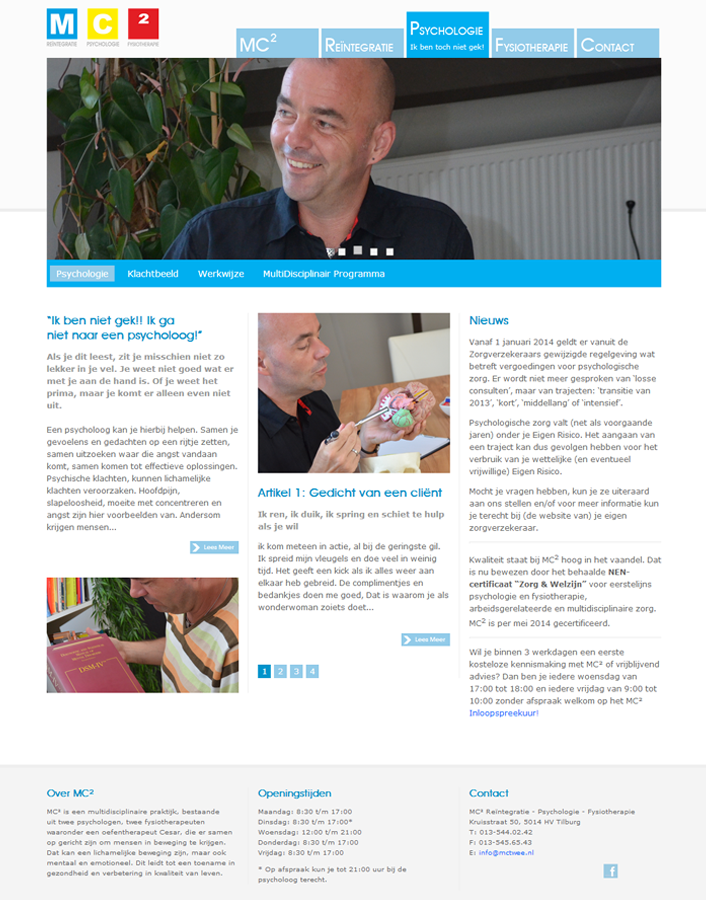 MC²
REÏNTEGRATIE PSYCHOLOGIE FYSIOTHERAPIE
MC²
Reïntegratie
Psychologie
Ik ben toch niet gek!
Fysiotherapie
Contact
Psychologie Klachtbeeld Werkwijze MultiDisciplinair Programma
"Ik ben niet gek!! Ik ga
niet naar een psycholoog!"
Als je dit leest, zit je misschien niet zo
lekker in je vel. Je weet niet goed wat er
met je aan de hand is. Of je weet het
prima, maar je komt er alleen even niet
uit.
Een psycholoog kan je hierbij helpen. Samen je
gevoelens en gedachten op een rijtje zetten,
samen uitzoeken waar die angst vandaan
komt, samen komen tot effectieve oplossingen.
Psychische klachten, kunnen lichamelijke
klachten veroorzaken. Hoofdpijn,
slapeloosheid, moeite met concentreren en
angst zijn hier voorbeelden van. Andersom
krijgen mensen...
Lees Meer
DSM-IV
Artikel 1: Gedicht van een cliënt
Ik ren, ik duik, ik spring en schiet te hulp
als je wil
ik kom meteen in actie, al bij de geringste gil.
Ik spreid mijn vleugels en doe veel in weinig
tijd. Het geeft een kick als ik alles weer aan
elkaar heb gebreid. De complimentjes en
bedankjes doen me goed, Dat is waarom je als
wonderwoman zoiets doet...
Lees Meer
1 2 3 4
Nieuws
Vanaf 1 januari 2014 geldt er vanuit de
Zorgverzekeraars gewijzigde regelgeving wat
betreft vergoedingen voor psychologische
zorg. Er wordt niet meer gesproken van 'losse
consulten', maar van trajecten: 'transitie van
2013', 'kort', 'middellang' of 'intensief'.
Psychologische zorg valt (net als voorgaande
jaren) onder je Eigen Risico. Het aangaan van
een traject kan dus gevolgen hebben voor het
verbruik van je wettelijke (en eventueel
vrijwillige) Eigen Risico.
Mocht je vragen hebben, kun je ze uiteraard
aan ons stellen en/of voor meer informatie kun
je terecht bij (de website van) je eigen
zorgverzekeraar.
Kwaliteit staat bij MC² hoog in het vaandel. Dat
is nu bewezen door het behaalde NEN-
certificaat "Zorg & Welzijn" voor eerstelijns
psychologie en fysiotherapie,
arbeidsgerelateerde en multidisciplinaire zorg.
MC² is per mei 2014 gecertificeerd.
Wil je binnen 3 werkdagen een eerste
kosteloze kennismaking met MC² of vrijblijvend
advies? Dan ben je iedere woensdag van
17:00 tot 18:00 en iedere vrijdag van 9:00 tot
10:00 zonder afspraak welkom op het MC²
Inloopspreekuur!
Over MC²
MC² is een multidisciplinaire praktijk, bestaande
uit twee psychologen, twee fysiotherapeuten
waaronder een oefentherapeut Cesar, die er samen
op gericht zijn om mensen in beweging te krijgen.
Dat kan een lichamelijke beweging zijn, maar ook
mentaal en emotioneel. Dit leidt tot een toename in
gezondheid en verbetering in kwaliteit van leven.
Openingstijden
Maandag: 8:30 t/m 17:00
Dinsdag: 8:30 t/m 17:00*
Woensdag: 12:00 t/m 21:00
Donderdag: 8:30 t/m 17:00
Vrijdag: 8:30 t/m 17:00
* Op afspraak kun je tot 21:00 uur bij de
psycholoog terecht.
Contact
MC² Reintegratie - Psychologie - Fysiotherapie
Kruisstraat 50, 5014 HV Tilburg
T: 013-544.02.42
F: 013-545.65.43
E: info@mctwee.nl
f